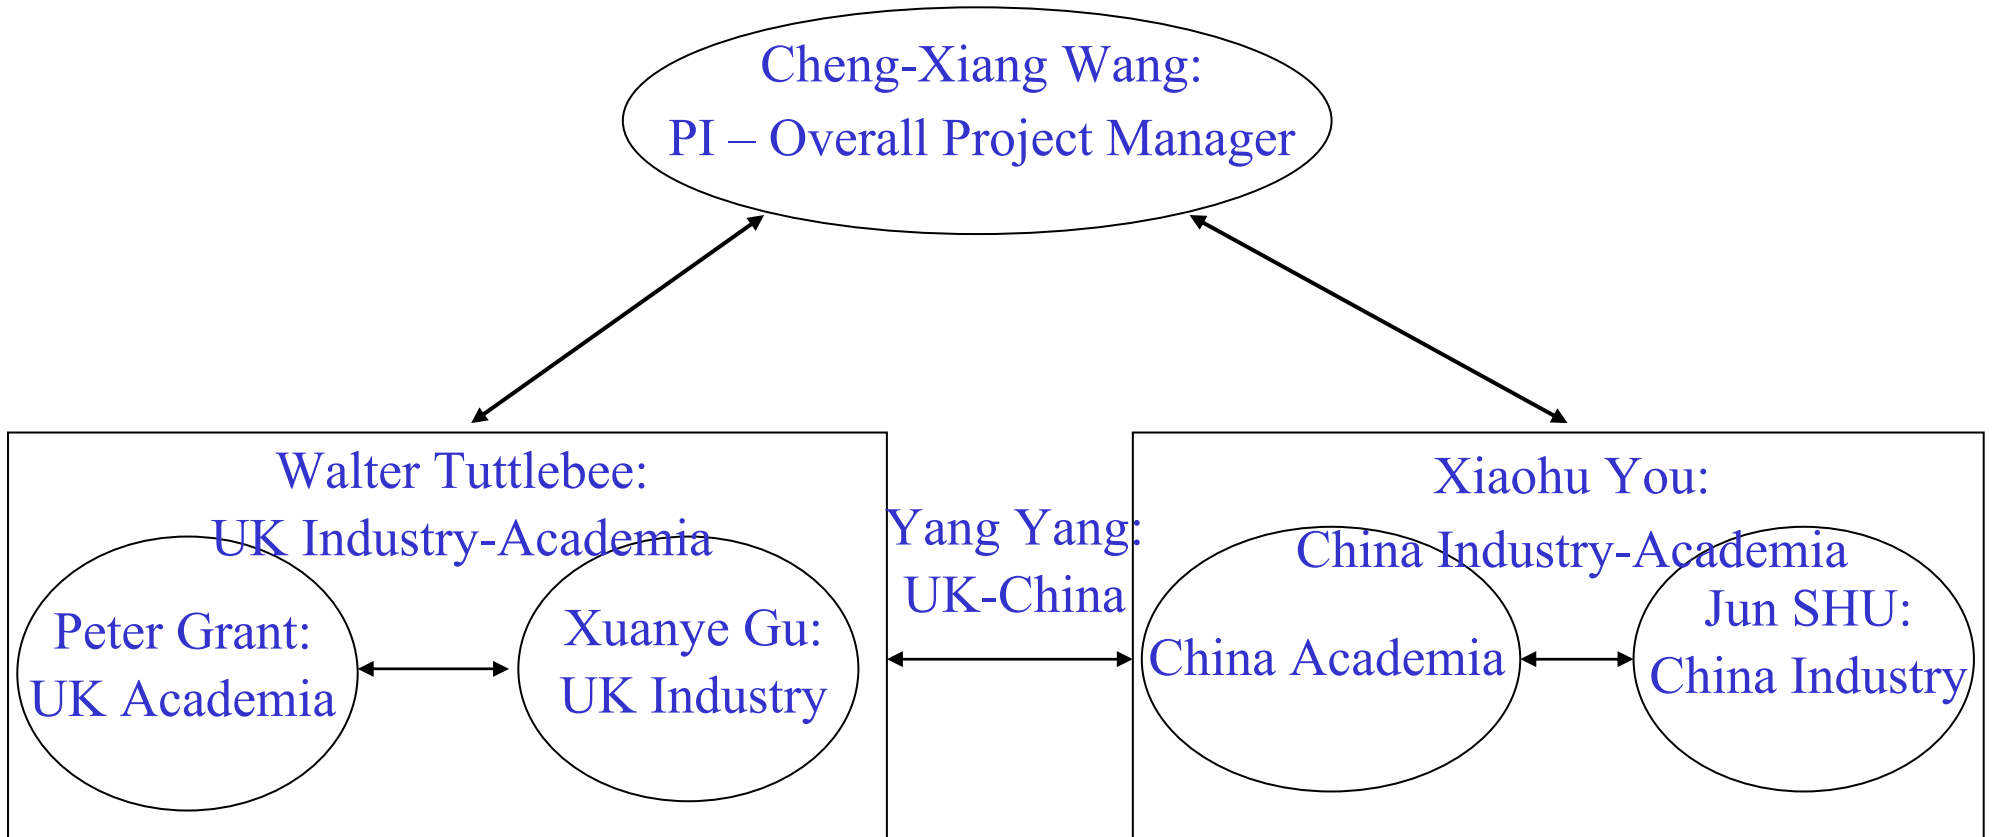 Cheng-Xiang Wang:
PI – Overall Project Manager
Walter Tuttlebee:
UK Industry-Academia
Peter Grant:
UK Academia
Xuanye Gu:
UK Industry
Yang Yang:
UK-China
Xiaohu You:
China Industry-Academia
China Academia
Jun SHU:
China Industry